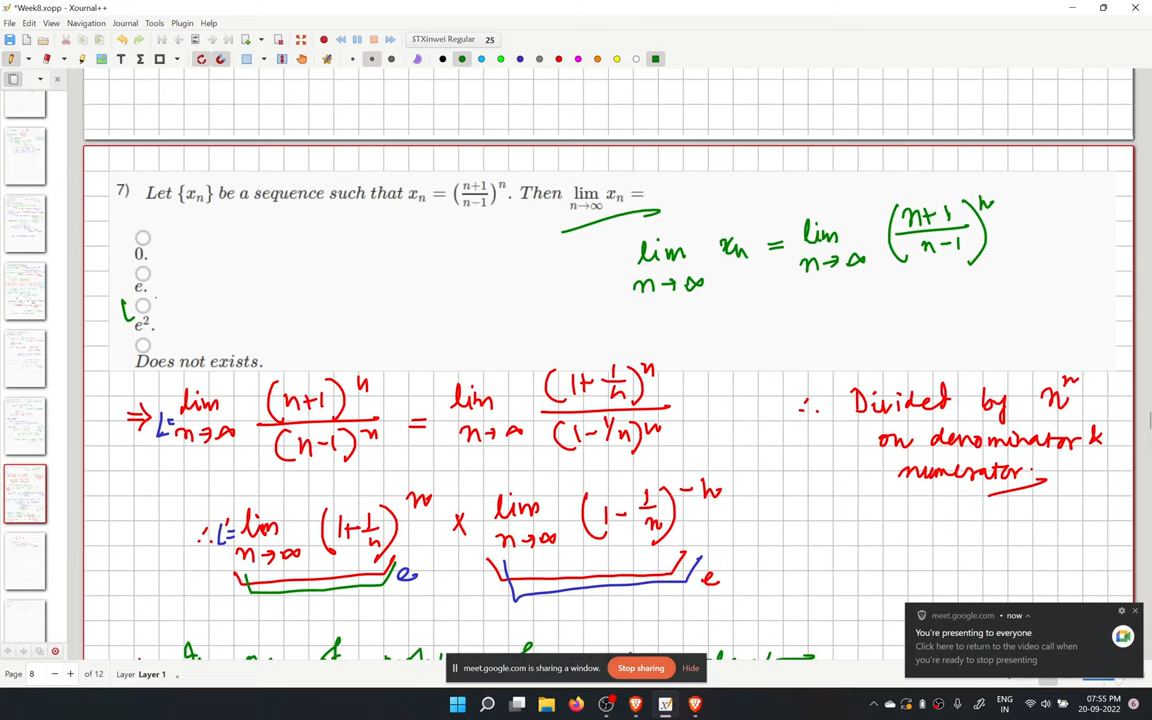 *Week8.xopp - Xournal++
File Edit View Navigation Journal Tools Plugin Help
STXinwei Regular 25
7) Let {xₙ} be a sequence such that xₙ = ((n+1)/(n−1))ⁿ. Then lim n→∞ xₙ =
lim n→∞ xₙ = lim n→∞ ((n+1)/(n−1))ⁿ
0.
e.
e².
Does not exists.
⇒ L= lim n→∞ (n+1)ⁿ/(n−1)ⁿ = lim n→∞ (1+1/n)ⁿ/(1−1/n)ⁿ
∴ Divided by nⁿ
on denominator &
numerator.
∴ L= lim n→∞ (1+1/n)ⁿ × lim n→∞ (1−1/n)⁻ⁿ
e e
meet.google.com • now
You're presenting to everyone
Click here to return to the video call when
you're ready to stop presenting
meet.google.com is sharing a window. Stop sharing Hide
Page 8 of 12 Layer Layer 1
ENG
IN
07:55 PM
20-09-2022
6